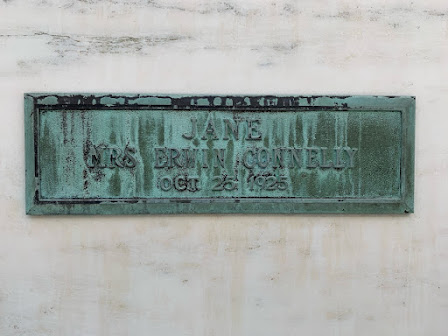 JANE
MRS ERWIN CONNELLY
OCT 25, 1925